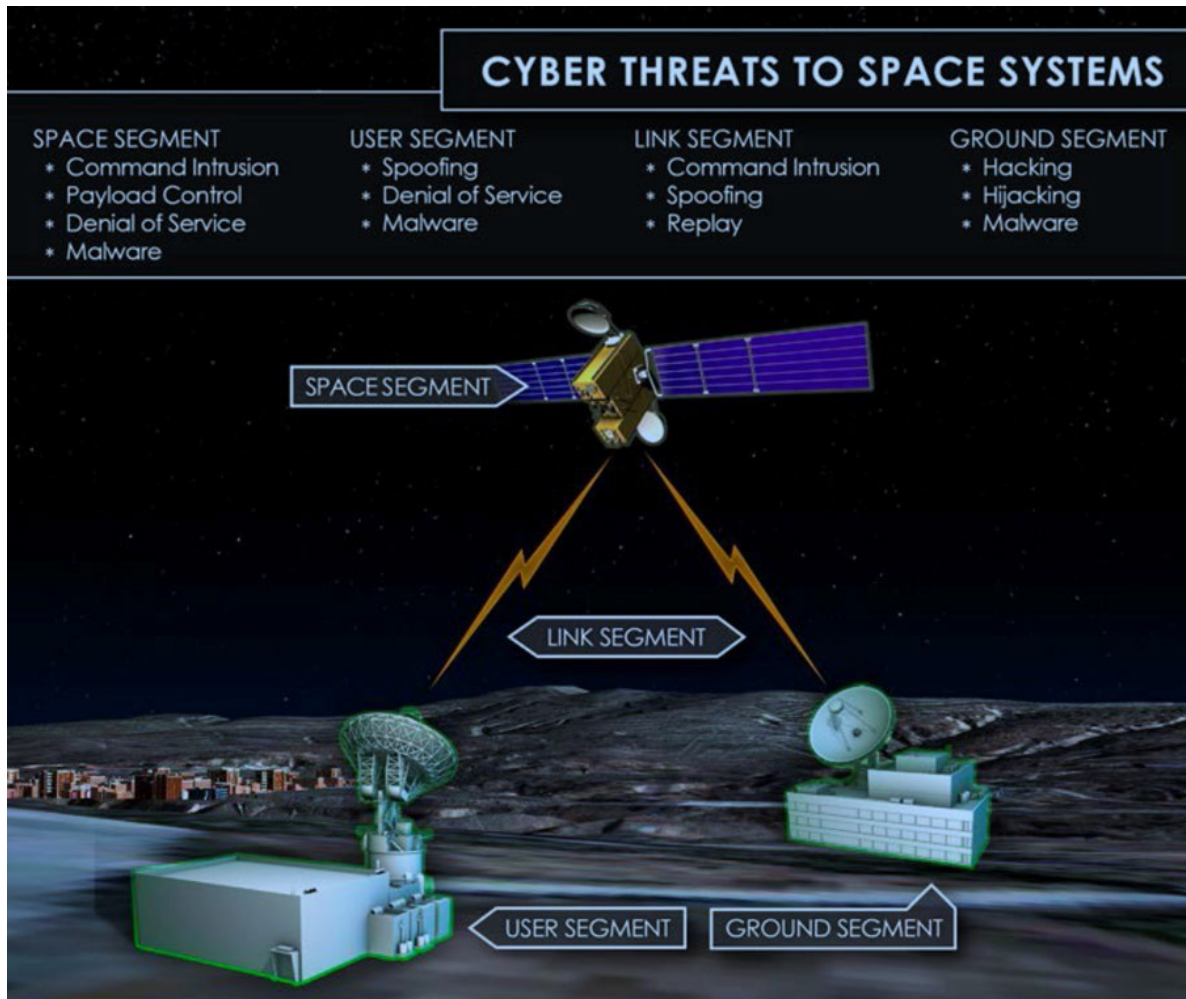 CYBER THREATS TO SPACE SYSTEMS
SPACE SEGMENT
* Command Intrusion
* Payload Control
* Denial of Service
* Malware
USER SEGMENT
* Spoofing
* Denial of Service
* Malware
LINK SEGMENT
* Command Intrusion
* Spoofing
* Replay
GROUND SEGMENT
* Hacking
* Hijacking
* Malware
SPACE SEGMENT
LINK SEGMENT
USER SEGMENT
GROUND SEGMENT